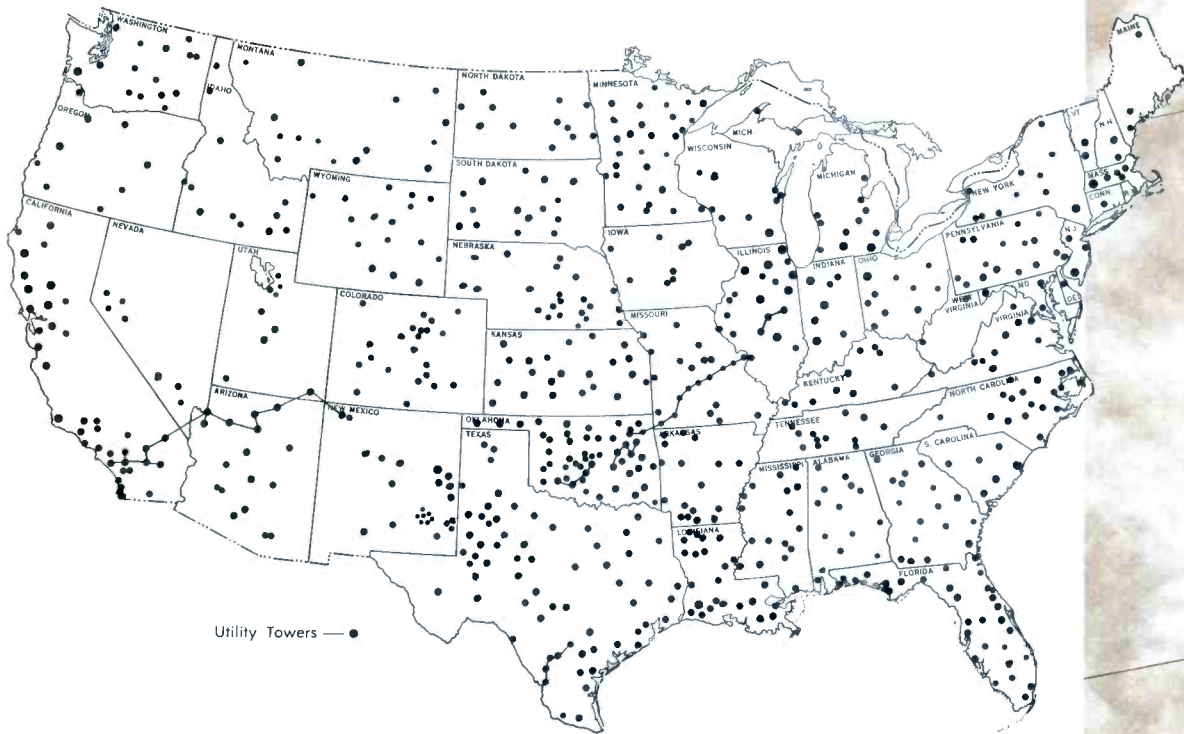 WASHINGTON
MONTANA
NORTH DAKOTA
MINNESOTA
MAINE
IDAHO
OREGON
VT
N.H.
MICH.
WISCONSIN
SOUTH DAKOTA
MICHIGAN
MASS
CONN
R.I.
WYOMING
NEW YORK
CALIFORNIA
NEVADA
UTAH
NEBRASKA
IOWA
ILLINOIS
INDIANA
OHIO
PENNSYLVANIA
N.J.
MD
DEL
COLORADO
KANSAS
MISSOURI
WEST
VIRGINIA
VIRGINIA
KENTUCKY
ARIZONA
NEW MEXICO
OKLAHOMA
TEXAS
ARKANSAS
TENNESSEE
NORTH CAROLINA
S. CAROLINA
MISSISSIPPI
ALABAMA
GEORGIA
LOUISIANA
FLORIDA
Utility Towers